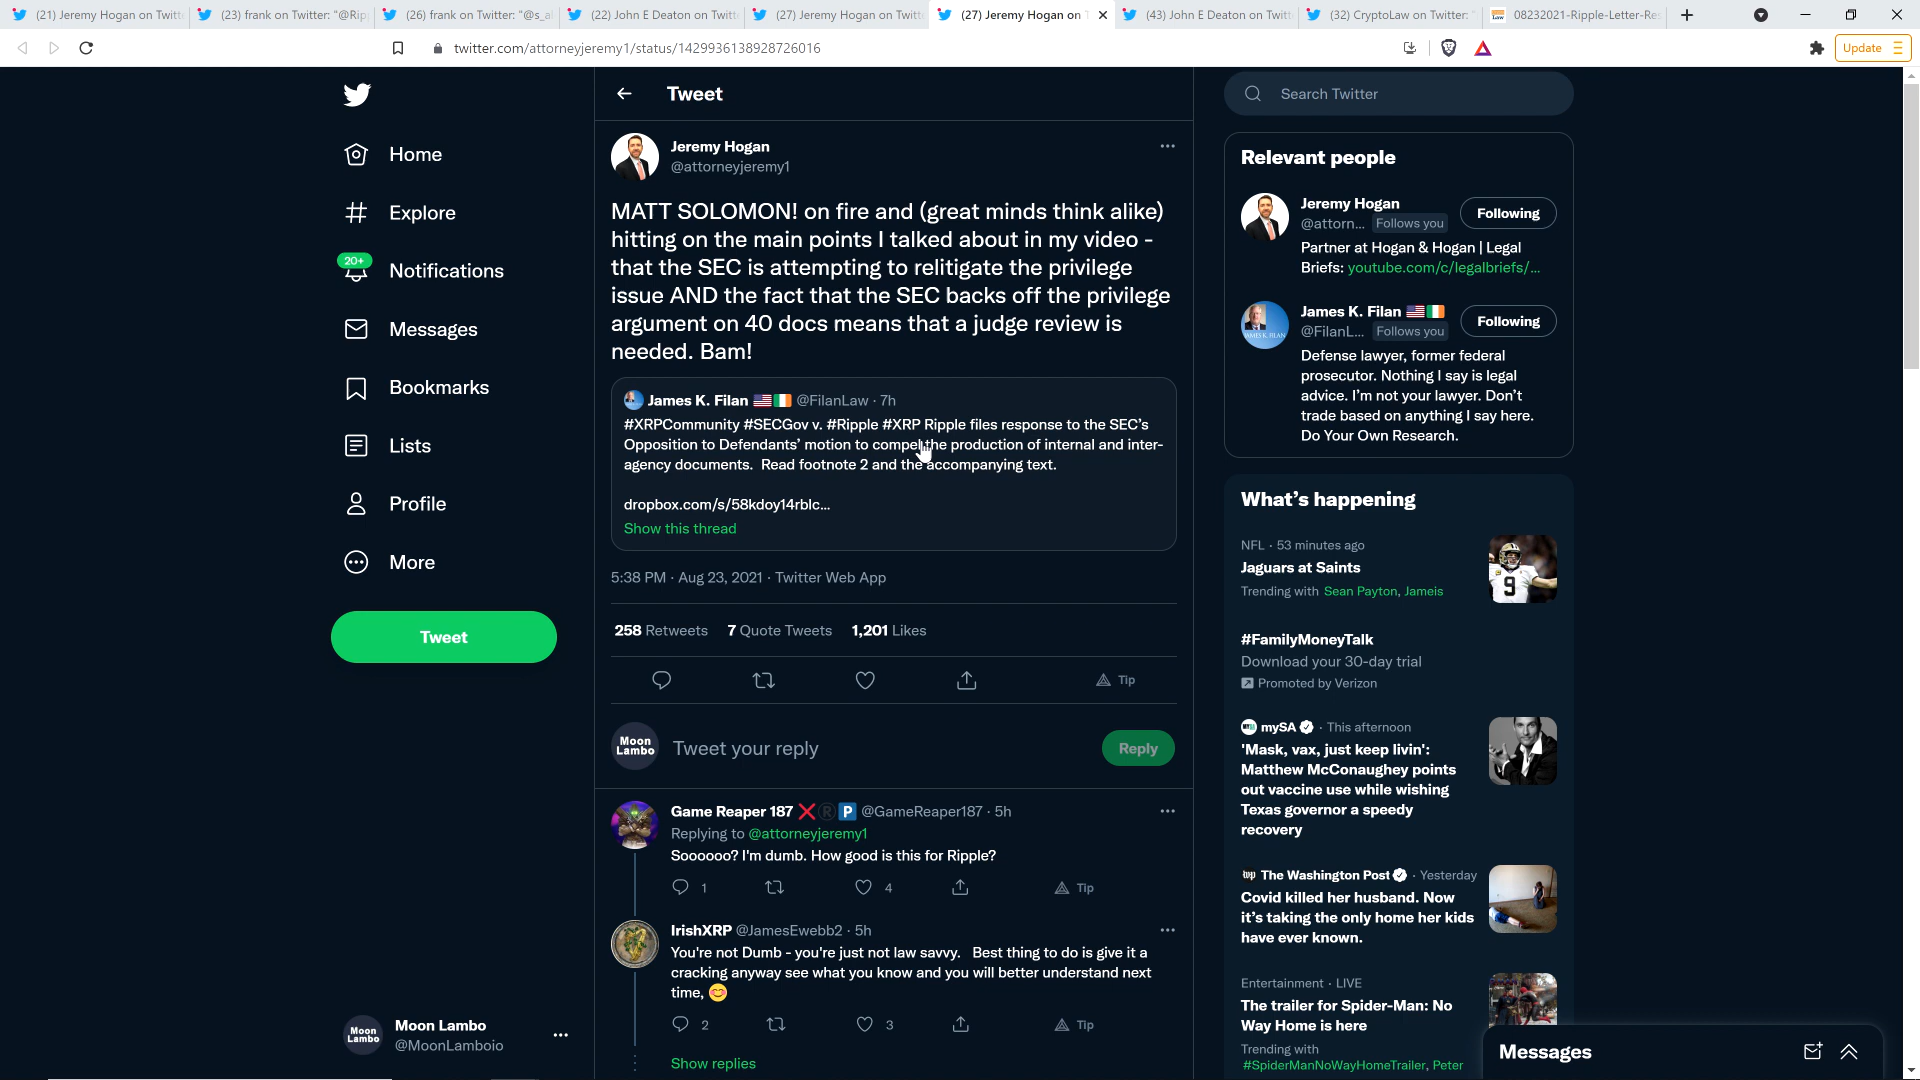 (21) Jeremy Hogan on Twitt
(23) frank on Twitter: "@Rip
(26) frank on Twitter: "@s_al
(22) John E Deaton on Twitt
(27) Jeremy Hogan on Twitt
(27) Jeremy Hogan on T
(43) John E Deaton on Twitt
(32) CryptoLaw on Twitter: "
08232021-Ripple-Letter-Res
twitter.com/attorneyjeremy1/status/1429936138928726016
Update
Home
Explore
20+
Notifications
Messages
Bookmarks
Lists
Profile
More
Tweet
Moon Lambo
Moon Lambo
@MoonLamboio
Tweet
Jeremy Hogan
@attorneyjeremy1
MATT SOLOMON! on fire and (great minds think alike)
hitting on the main points I talked about in my video -
that the SEC is attempting to relitigate the privilege
issue AND the fact that the SEC backs off the privilege
argument on 40 docs means that a judge review is
needed. Bam!
James K. Filan 🇺🇸🇮🇪 @FilanLaw · 7h
#XRPCommunity #SECGov v. #Ripple #XRP Ripple files response to the SEC's
Opposition to Defendants' motion to compel the production of internal and inter-
agency documents. Read footnote 2 and the accompanying text.
dropbox.com/s/58kdoy14rblc...
Show this thread
5:38 PM · Aug 23, 2021 · Twitter Web App
258 Retweets 7 Quote Tweets 1,201 Likes
Tip
Moon Lambo
Tweet your reply
Reply
Game Reaper 187 ❌®🅿 @GameReaper187 · 5h
Replying to @attorneyjeremy1
Soooooo? I'm dumb. How good is this for Ripple?
1 4 Tip
IrishXRP @JamesEwebb2 · 5h
You're not Dumb - you're just not law savvy. Best thing to do is give it a
cracking anyway see what you know and you will better understand next
time, 😊
2 3 Tip
Show replies
Search Twitter
Relevant people
Jeremy Hogan
@attorn... Follows you
Following
Partner at Hogan & Hogan | Legal
Briefs: youtube.com/c/legalbriefs/...
James K. Filan 🇺🇸🇮🇪
@FilanL... Follows you
Following
Defense lawyer, former federal
prosecutor. Nothing I say is legal
advice. I'm not your lawyer. Don't
trade based on anything I say here.
Do Your Own Research.
What's happening
NFL · 53 minutes ago
Jaguars at Saints
Trending with Sean Payton, Jameis
#FamilyMoneyTalk
Download your 30-day trial
Promoted by Verizon
mySA · This afternoon
'Mask, vax, just keep livin':
Matthew McConaughey points
out vaccine use while wishing
Texas governor a speedy
recovery
The Washington Post · Yesterday
Covid killed her husband. Now
it's taking the only home her kids
have ever known.
Entertainment · LIVE
The trailer for Spider-Man: No
Way Home is here
Trending with
#SpiderManNoWayHomeTrailer, Peter
Messages